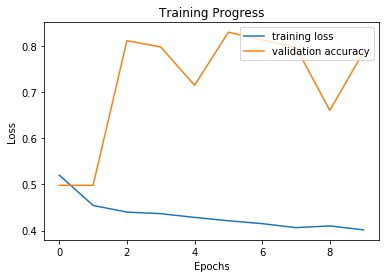 Training Progress
training loss
validation accuracy
0.8
0.7
0.6
0.5
0.4
Loss
0
2
4
6
8
Epochs